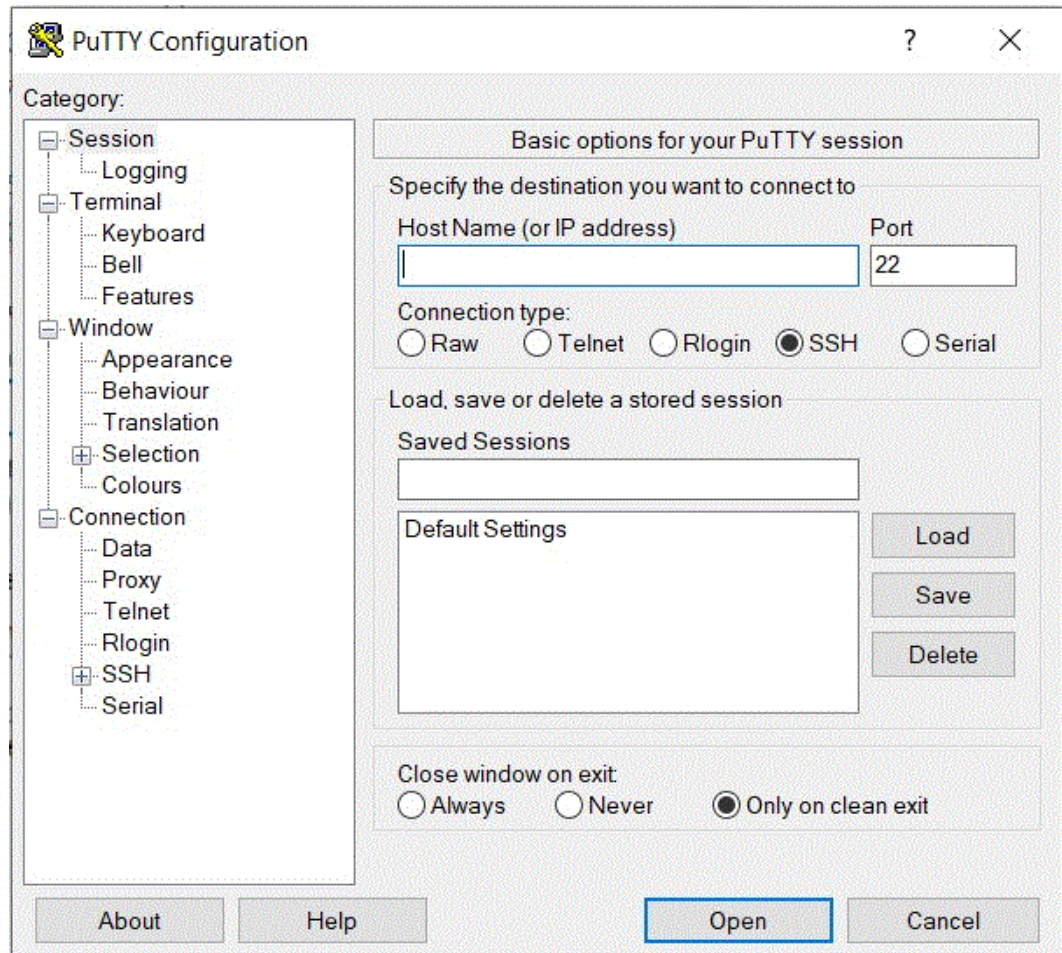 PuTTY Configuration
?
Category:
Session
Logging
Terminal
Keyboard
Bell
Features
Window
Appearance
Behaviour
Translation
Selection
Colours
Connection
Data
Proxy
Telnet
Rlogin
SSH
Serial
Basic options for your PuTTY session
Specify the destination you want to connect to
Host Name (or IP address) Port
22
Connection type:
Raw Telnet Rlogin SSH Serial
Load, save or delete a stored session
Saved Sessions
Default Settings
Load
Save
Delete
Close window on exit:
Always Never Only on clean exit
About Help Open Cancel